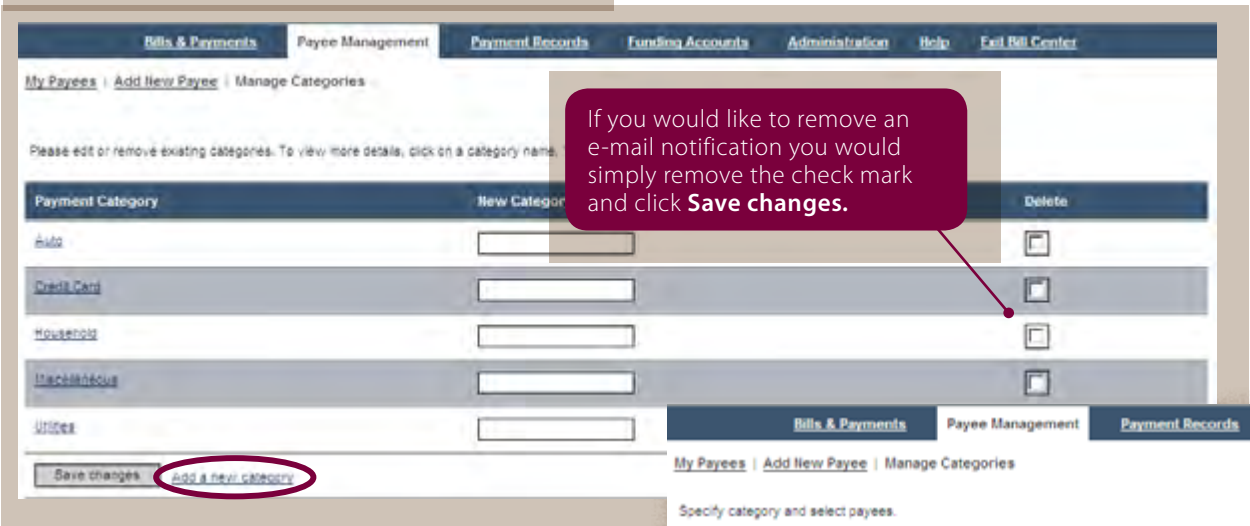 Bills & Payments Payee Management Payment Records Funding Accounts Administration Help Exit Bill Center
My Payees | Add New Payee | Manage Categories
Please edit or remove existing categories. To view more details, click on a category name.
If you would like to remove an
e-mail notification you would
simply remove the check mark
and click Save changes.
Payment Category New Categor Delete
Auto
Credit Card
Household
Miscellaneous
Utilities
Save changes Add a new category
Bills & Payments Payee Management Payment Records
My Payees | Add New Payee | Manage Categories
Specify category and select payees.